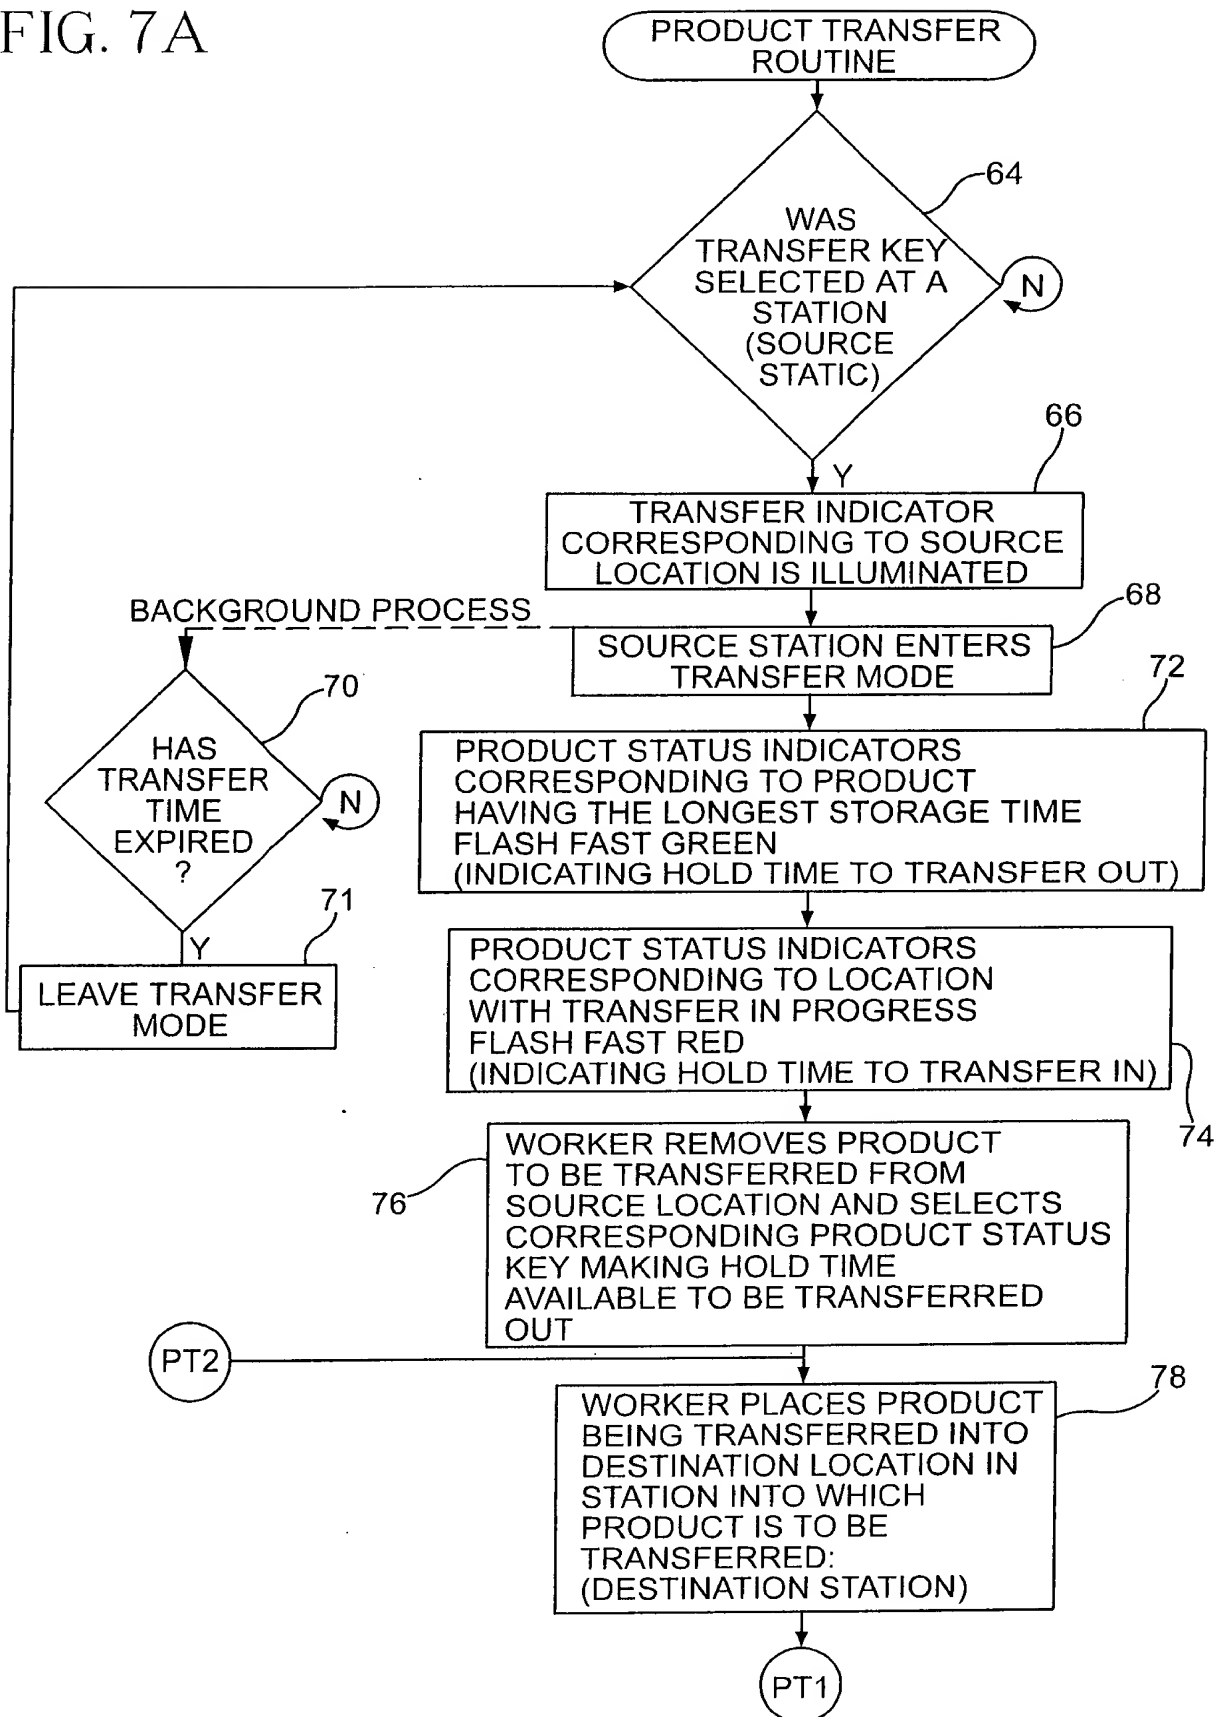 FIG. 7A
PRODUCT TRANSFER
ROUTINE
64
WAS
TRANSFER KEY
SELECTED AT A
STATION
(SOURCE
STATIC)
N
Y
66
TRANSFER INDICATOR
CORRESPONDING TO SOURCE
LOCATION IS ILLUMINATED
BACKGROUND PROCESS
68
SOURCE STATION ENTERS
TRANSFER MODE
70
HAS
TRANSFER
TIME
EXPIRED
?
N
Y
71
LEAVE TRANSFER
MODE
72
PRODUCT STATUS INDICATORS
CORRESPONDING TO PRODUCT
HAVING THE LONGEST STORAGE TIME
FLASH FAST GREEN
(INDICATING HOLD TIME TO TRANSFER OUT)
PRODUCT STATUS INDICATORS
CORRESPONDING TO LOCATION
WITH TRANSFER IN PROGRESS
FLASH FAST RED
(INDICATING HOLD TIME TO TRANSFER IN)
74
76
WORKER REMOVES PRODUCT
TO BE TRANSFERRED FROM
SOURCE LOCATION AND SELECTS
CORRESPONDING PRODUCT STATUS
KEY MAKING HOLD TIME
AVAILABLE TO BE TRANSFERRED
OUT
PT2
78
WORKER PLACES PRODUCT
BEING TRANSFERRED INTO
DESTINATION LOCATION IN
STATION INTO WHICH
PRODUCT IS TO BE
TRANSFERRED:
(DESTINATION STATION)
PT1